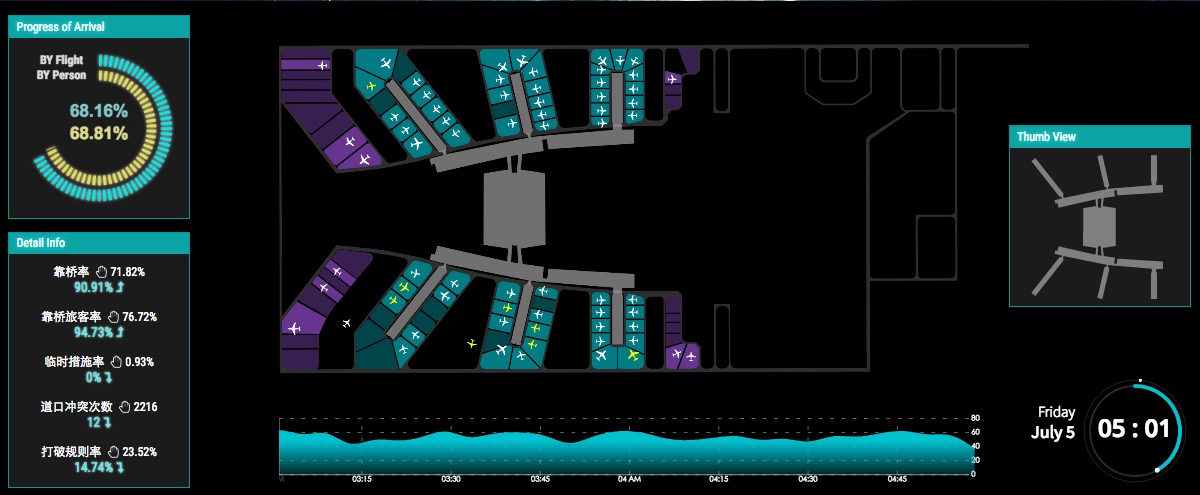 Progress of Arrival
BY Flight
BY Person
68.16%
68.81%
Detail Info
靠桥率 71.82%
90.91%
靠桥旅客率 76.72%
94.73%
临时措施率 0.93%
0%
道口冲突次数 2216
12
打破规则率 23.52%
14.74%
Thumb View
80
60
40
20
0
03:15 03:30 03:45 04 AM 04:15 04:30 04:45
Friday
July 5
05 : 01